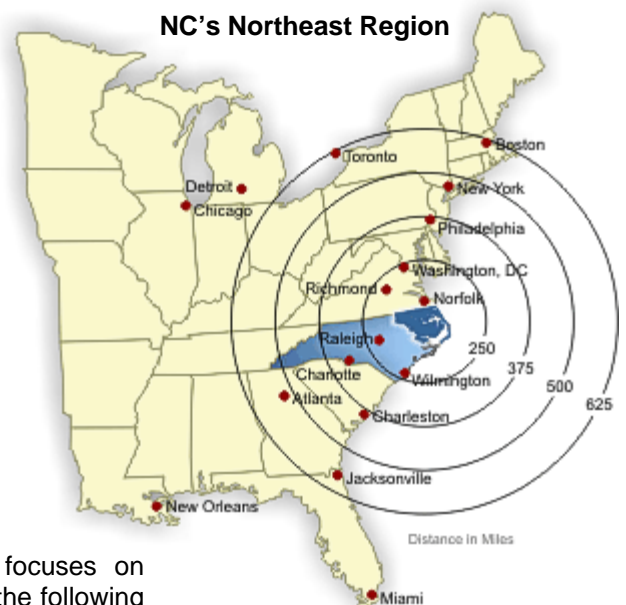 NC's Northeast Region
Boston
Toronto
Detroit
New York
Chicago
Philadelphia
Washington, DC
Richmond
Norfolk
Raleigh
250
Charlotte
375
Wilmington
500
Atlanta
625
Charleston
Jacksonville
New Orleans
Distance in Miles
focuses on
the following
Miami